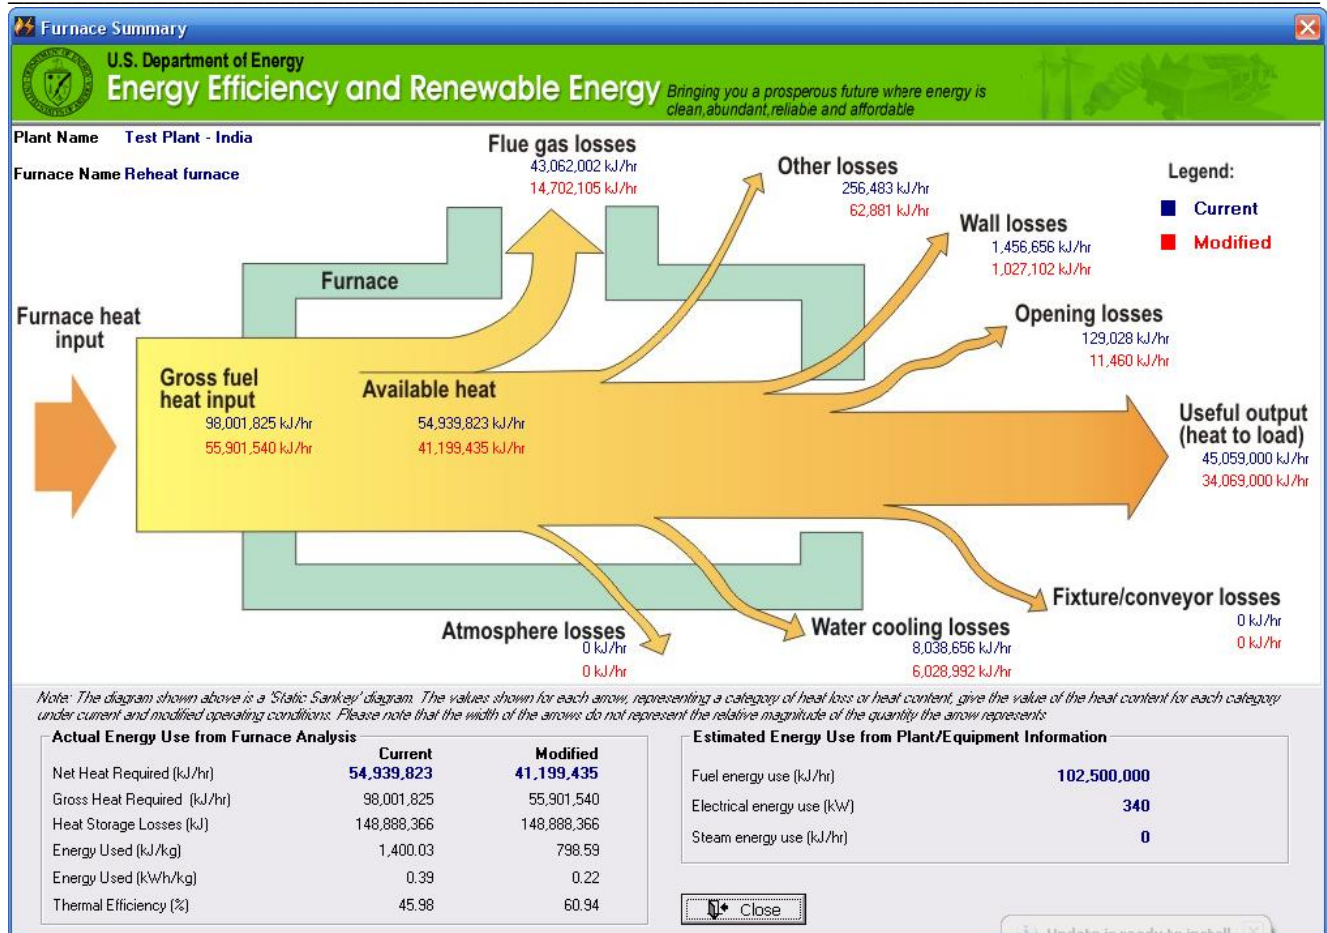 Furnace Summary
U.S. Department of Energy
Energy Efficiency and Renewable Energy
Bringing you a prosperous future where energy is
clean,abundant,reliable and affordable
Plant Name Test Plant - India
Furnace Name Reheat furnace
Flue gas losses
43,062,002 kJ/hr
14,702,105 kJ/hr
Other losses
256,483 kJ/hr
62,881 kJ/hr
Wall losses
1,456,656 kJ/hr
1,027,102 kJ/hr
Legend:
Current
Modified
Furnace
Furnace heat
input
Opening losses
129,028 kJ/hr
11,460 kJ/hr
Gross fuel
heat input
98,001,825 kJ/hr
55,901,540 kJ/hr
Available heat
54,939,823 kJ/hr
41,199,435 kJ/hr
Useful output
(heat to load)
45,059,000 kJ/hr
34,069,000 kJ/hr
Atmosphere losses
0 kJ/hr
0 kJ/hr
Water cooling losses
8,038,656 kJ/hr
6,028,992 kJ/hr
Fixture/conveyor losses
0 kJ/hr
0 kJ/hr
Note: The diagram shown above is a 'Static Sankey' diagram. The values shown for each arrow, representing a category of heat loss or heat content, give the value of the heat content for each category
under current and modified operating conditions. Please note that the width of the arrows do not represent the relative magnitude of the quantity the arrow represents
Actual Energy Use from Furnace Analysis
Current Modified
Net Heat Required (kJ/hr) 54,939,823 41,199,435
Gross Heat Required (kJ/hr) 98,001,825 55,901,540
Heat Storage Losses (kJ) 148,888,366 148,888,366
Energy Used (kJ/kg) 1,400.03 798.59
Energy Used (kWh/kg) 0.39 0.22
Thermal Efficiency (%) 45.98 60.94
Estimated Energy Use from Plant/Equipment Information
Fuel energy use (kJ/hr) 102,500,000
Electrical energy use (kW) 340
Steam energy use (kJ/hr) 0
Close